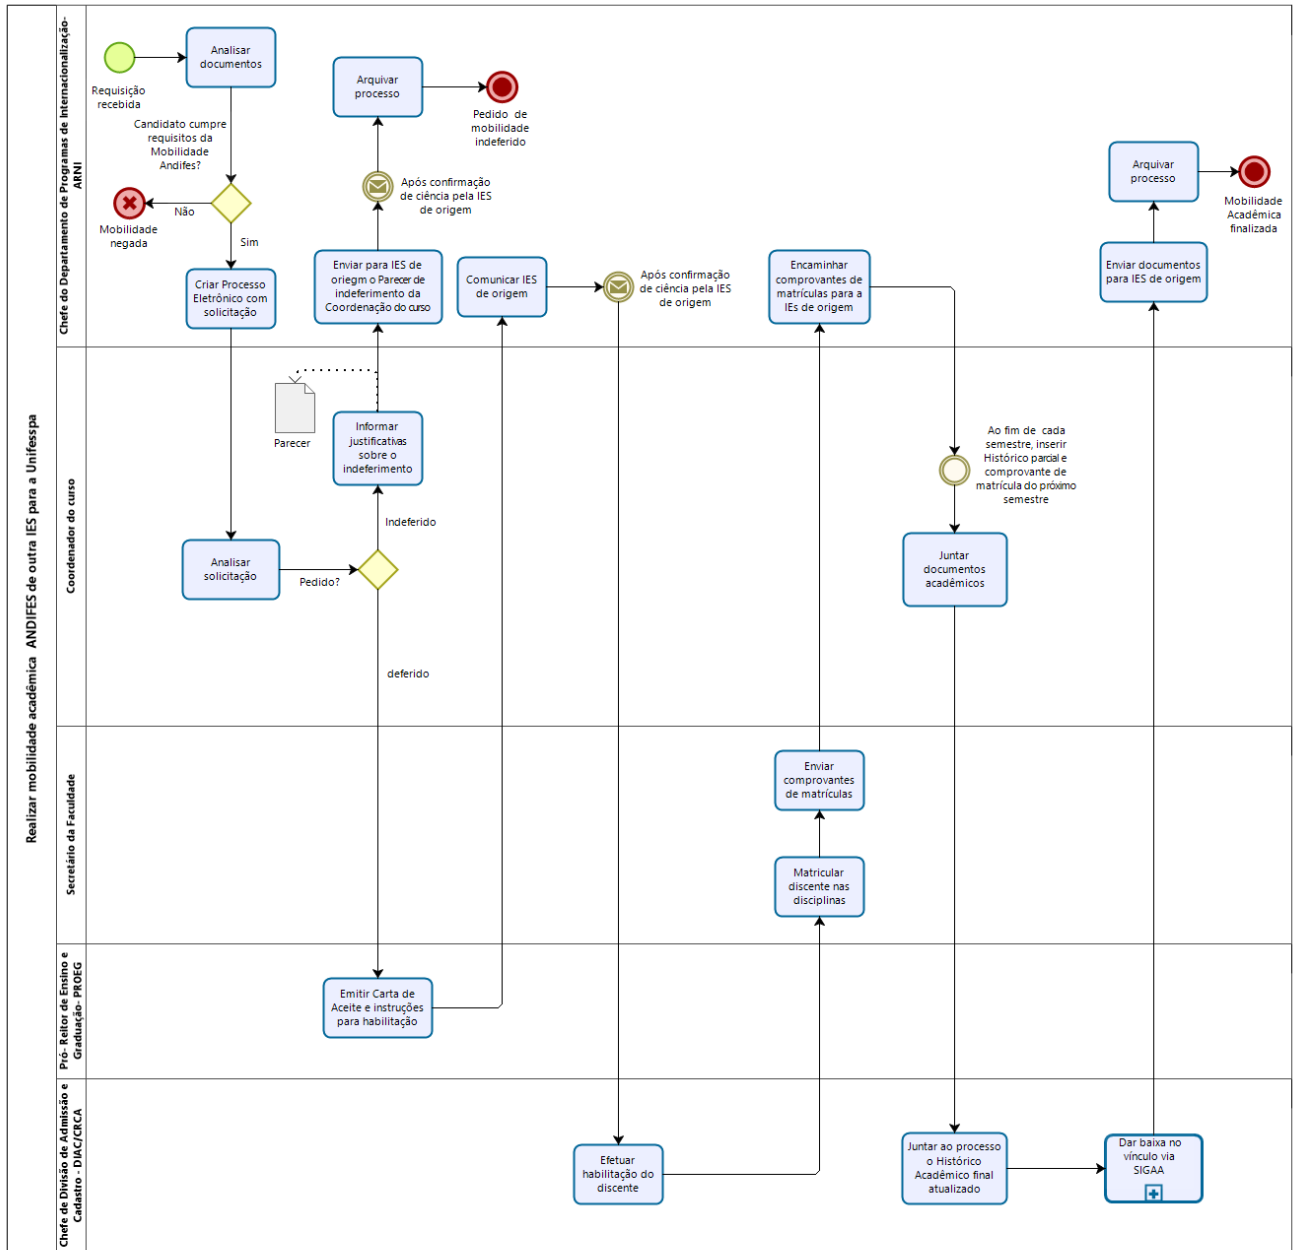 Realizar mobilidade acadêmica  ANDIFES de outra IES para a Unifesspa
Chefe do Departamento de Programas de Internacionalização-
ARNI
Requisição
recebida
Analisar
documentos
Candidato cumpre
requisitos da
Mobilidade
Andifes?
Não
Mobilidade
negada
Sim
Criar Processo
Eletrônico com
solicitação
Arquivar
processo
Pedido  de
mobilidade
indeferido
Após confirmação
de ciência pela IES
de origem
Enviar para IES de
oriegm o Parecer de
indeferimento da
Coordenação do curso
Comunicar IES
de origem
Após confirmação
de ciência pela IES
de origem
Encaminhar
comprovantes de
matrículas para a
IEs de origem
Arquivar
processo
Mobilidade
Acadêmica
finalizada
Enviar documentos
para IES de origem
Coordenador do curso
Parecer
Informar
justificativas
sobre o
indeferimento
Indeferido
Analisar
solicitação
Pedido?
deferido
Ao fim de  cada
semestre, inserir
Histórico parcial e
comprovante de
matrícula do próximo
semestre
Juntar
documentos
acadêmicos
Secretário da Faculdade
Enviar
comprovantes
de matrículas
Matricular
discente nas
disciplinas
Pró- Reitor de Ensino e
Graduação- PROEG
Emitir Carta de
Aceite e instruções
para habilitação
Chefe de Divisão de Admissão e
Cadastro - DIAC/CRCA
Efetuar
habilitação do
discente
Juntar ao processo
o Histórico
Acadêmico final
atualizado
Dar baixa no
vínculo via
SIGAA